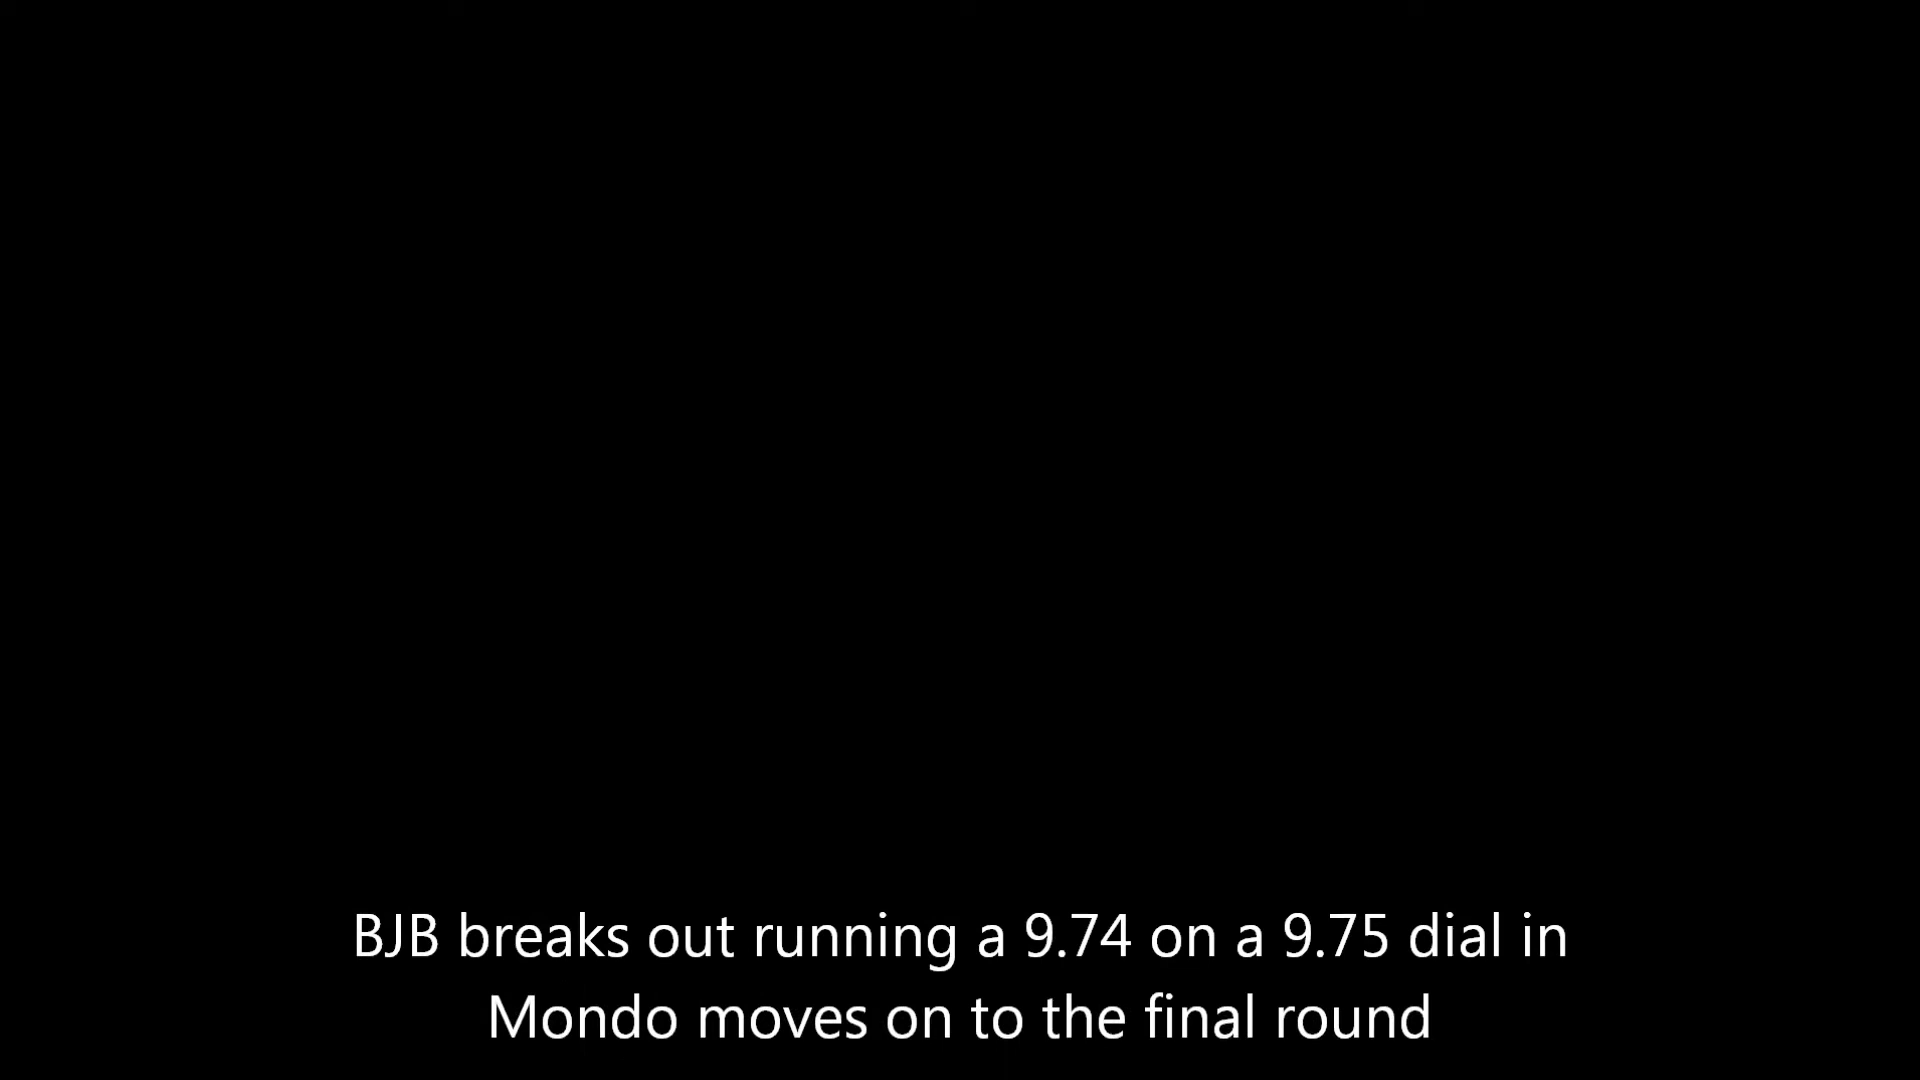 BJB breaks out running a 9.74 on a 9.75 dial in
Mondo moves on to the final round